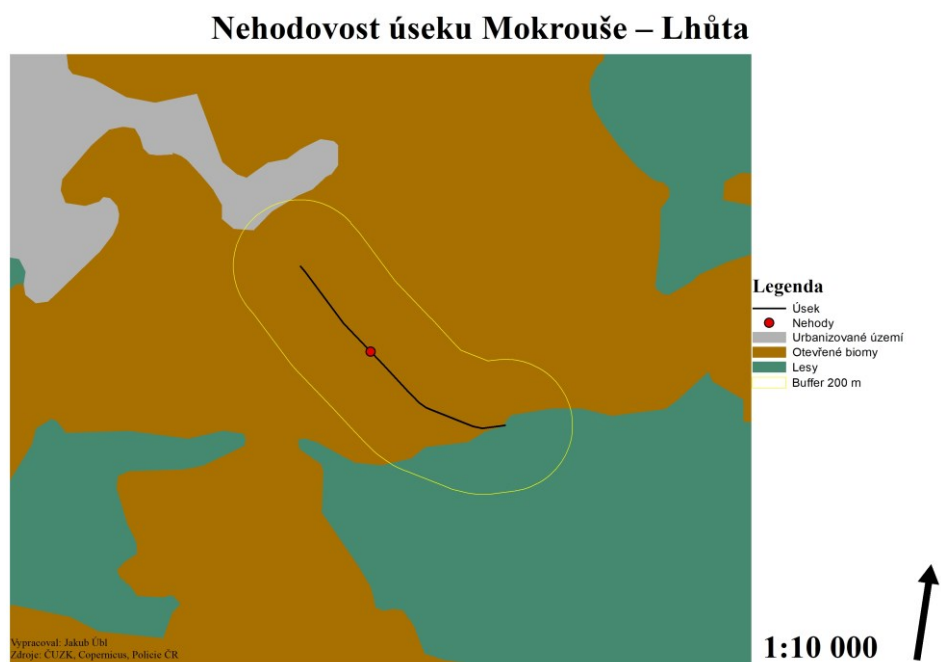 Nehodovost úseku Mokrouše – Lhůta
Legenda
Úsek
Nehody
Urbanizované území
Otevřené biomy
Lesy
Buffer 200 m
Vypracoval: Jakub Übl
Zdroje: ČUZK, Copernicus, Policie ČR
1:10 000